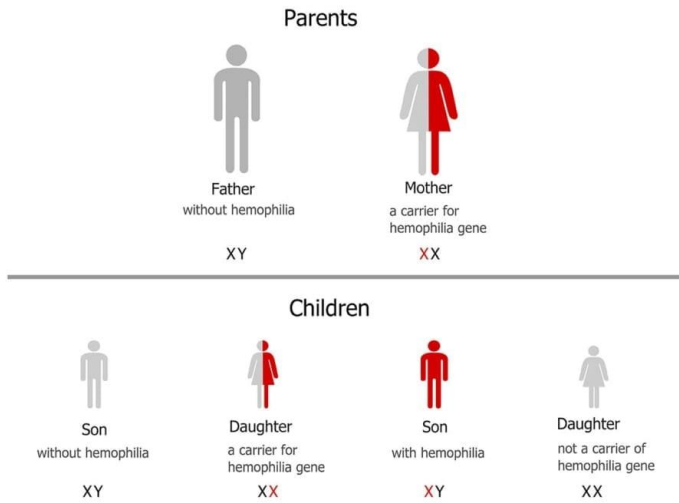 Parents
Father
without hemophilia
XY
Mother
a carrier for
hemophilia gene
XX
Children
Son
without hemophilia
XY
Daughter
a carrier for
hemophilia gene
XX
Son
with hemophilia
XY
Daughter
not a carrier of
hemophilia gene
XX